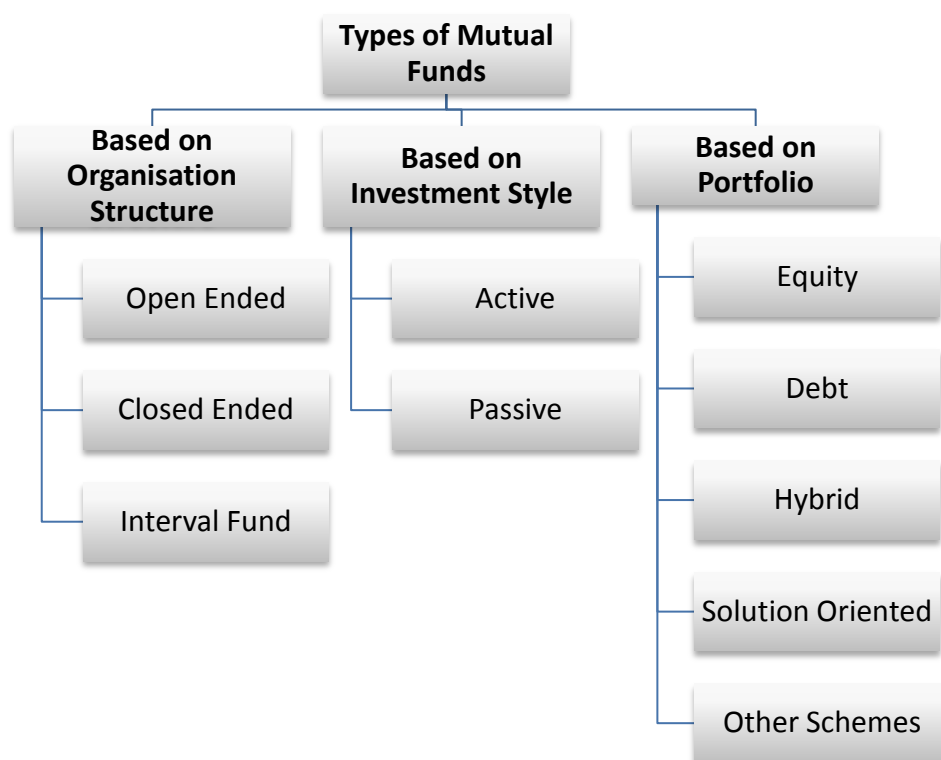 Types of Mutual
Funds
Based on
Organisation
Structure
Open Ended
Closed Ended
Interval Fund
Based on
Investment Style
Active
Passive
Based on
Portfolio
Equity
Debt
Hybrid
Solution Oriented
Other Schemes